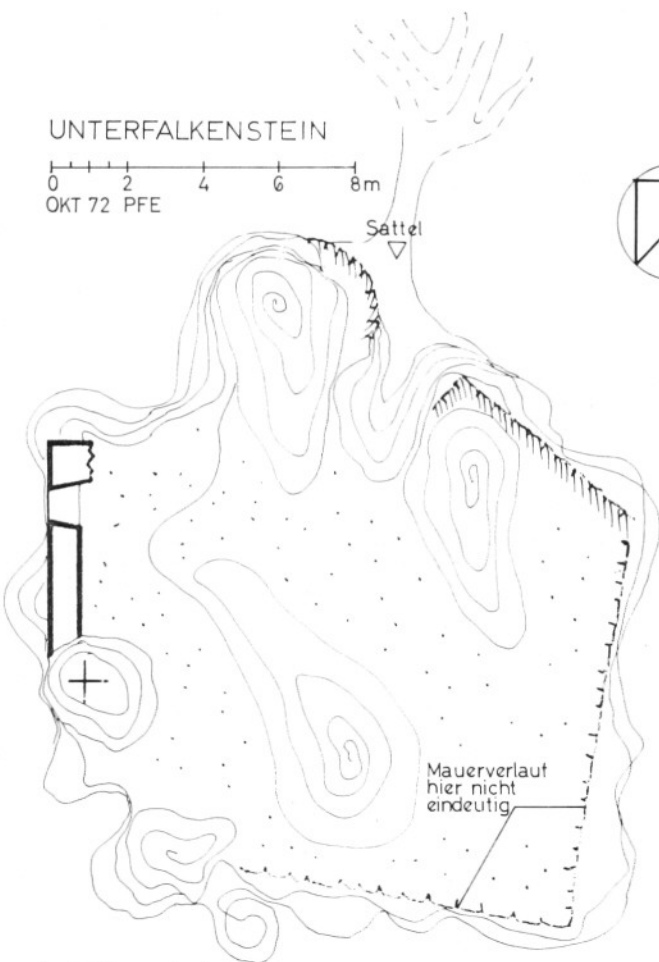 UNTERFALKENSTEIN
0 2 4 6 8m
OKT 72 PFE
Sattel
Mauerverlauf
hier nicht
eindeutig